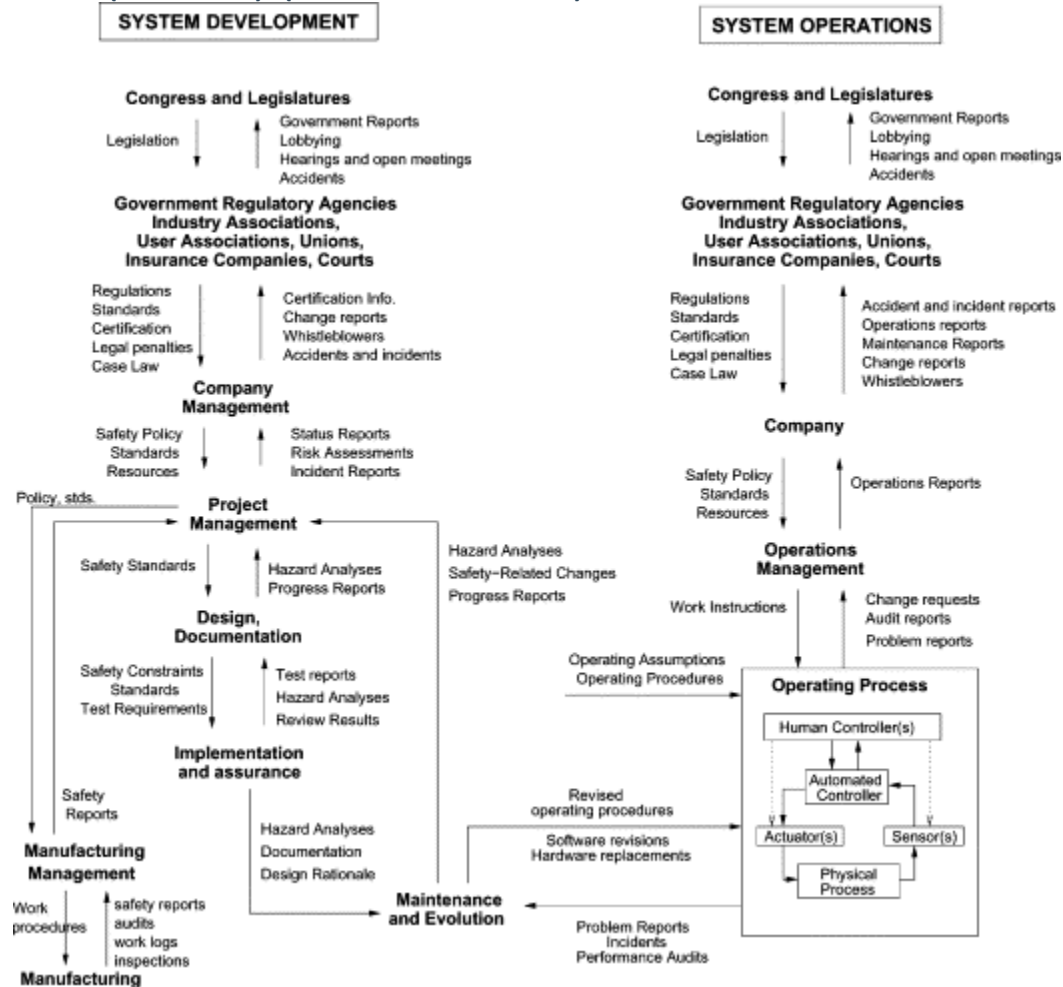 SYSTEM DEVELOPMENT
Congress and Legislatures
Legislation
Government Reports
Lobbying
Hearings and open meetings
Accidents
Government Regulatory Agencies
Industry Associations,
User Associations, Unions,
Insurance Companies, Courts
Regulations
Standards
Certification
Legal penalties
Case Law
Certification Info.
Change reports
Whistleblowers
Accidents and incidents
Company
Management
Safety Policy
Standards
Resources
Status Reports
Risk Assessments
Incident Reports
Policy, stds.
Project
Management
Safety Standards
Hazard Analyses
Progress Reports
Hazard Analyses
Safety-Related Changes
Progress Reports
Design,
Documentation
Safety Constraints
Standards
Test Requirements
Test reports
Hazard Analyses
Review Results
Implementation
and assurance
Safety
Reports
Hazard Analyses
Documentation
Design Rationale
Manufacturing
Management
Work
procedures
safety reports
audits
work logs
inspections
Manufacturing
Maintenance
and Evolution
SYSTEM OPERATIONS
Congress and Legislatures
Legislation
Government Reports
Lobbying
Hearings and open meetings
Accidents
Government Regulatory Agencies
Industry Associations,
User Associations, Unions,
Insurance Companies, Courts
Regulations
Standards
Certification
Legal penalties
Case Law
Accident and incident reports
Operations reports
Maintenance Reports
Change reports
Whistleblowers
Company
Safety Policy
Standards
Resources
Operations Reports
Operations
Management
Work Instructions
Change requests
Audit reports
Problem reports
Operating Assumptions
Operating Procedures
Operating Process
Human Controller(s)
Automated
Controller
Actuator(s)
Sensor(s)
Physical
Process
Revised
operating procedures
Software revisions
Hardware replacements
Problem Reports
Incidents
Performance Audits